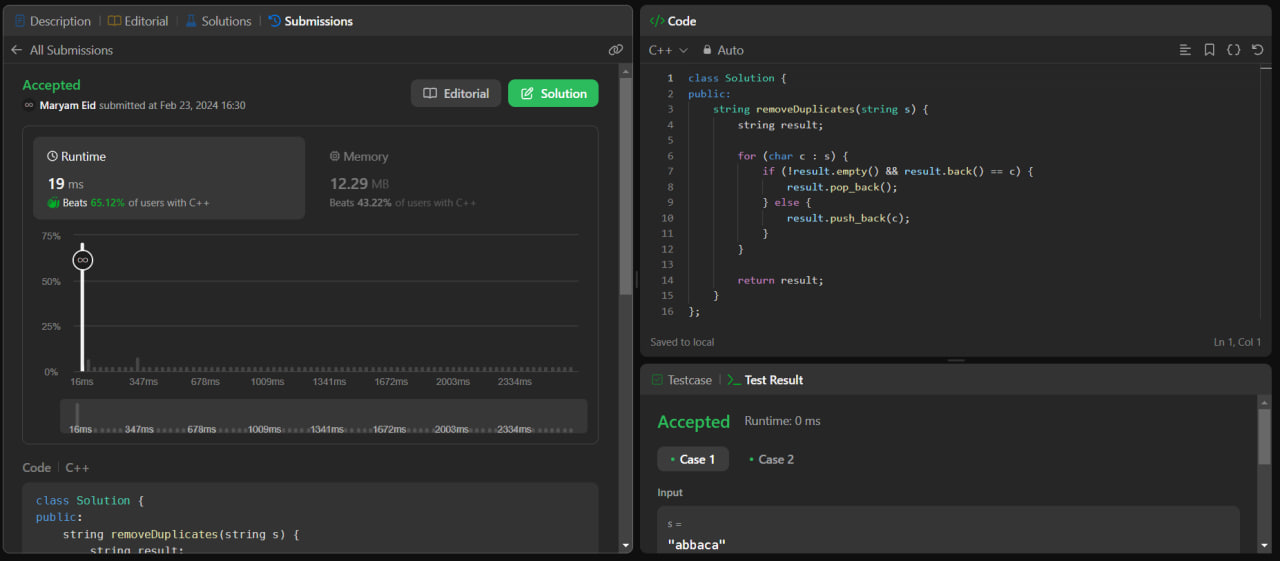 Description | Editorial | Solutions | Submissions
All Submissions
Accepted
Maryam Eid submitted at Feb 23, 2024 16:30
Editorial
Solution
Runtime
19 ms
Beats 65.12% of users with C++
Memory
12.29 MB
Beats 43.22% of users with C++
75%
50%
25%
0%
16ms 347ms 678ms 1009ms 1341ms 1672ms 2003ms 2334ms
16ms 347ms 678ms 1009ms 1341ms 1672ms 2003ms 2334ms
Code | C++
class Solution {
public:
string removeDuplicates(string s) {
string result;
</> Code
C++ Auto
1 class Solution {
2 public:
3 string removeDuplicates(string s) {
4 string result;
5
6 for (char c : s) {
7 if (!result.empty() && result.back() == c) {
8 result.pop_back();
9 } else {
10 result.push_back(c);
11 }
12 }
13
14 return result;
15 }
16 };
Saved to local
Ln 1, Col 1
Testcase | Test Result
Accepted Runtime: 0 ms
• Case 1 • Case 2
Input
s =
"abbaca"